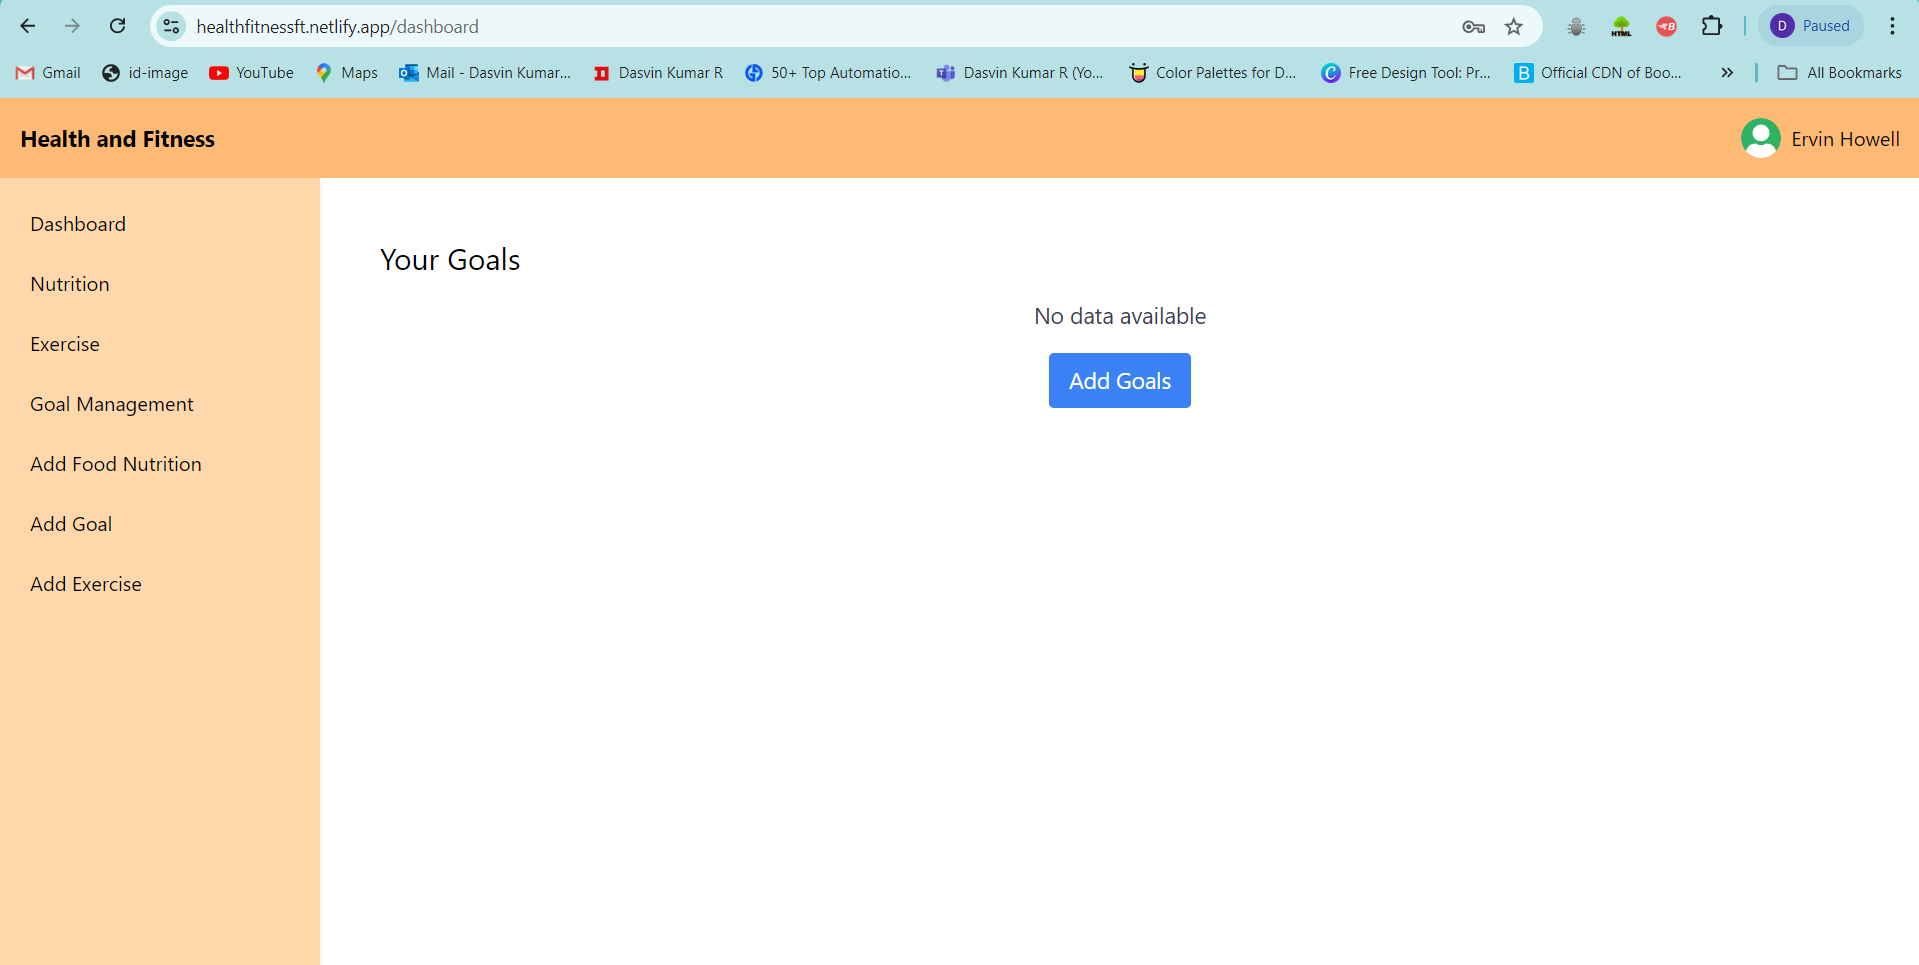 healthfitnessft.netlify.app/dashboard
HTML
B
D Paused
Gmail id-image YouTube Maps Mail - Dasvin Kumar... Dasvin Kumar R 50+ Top Automatio... Dasvin Kumar R (Yo... Color Palettes for D... Free Design Tool: Pr... B Official CDN of Boo... » All Bookmarks
Health and Fitness
Ervin Howell
Dashboard
Nutrition
Exercise
Goal Management
Add Food Nutrition
Add Goal
Add Exercise
Your Goals
No data available
Add Goals